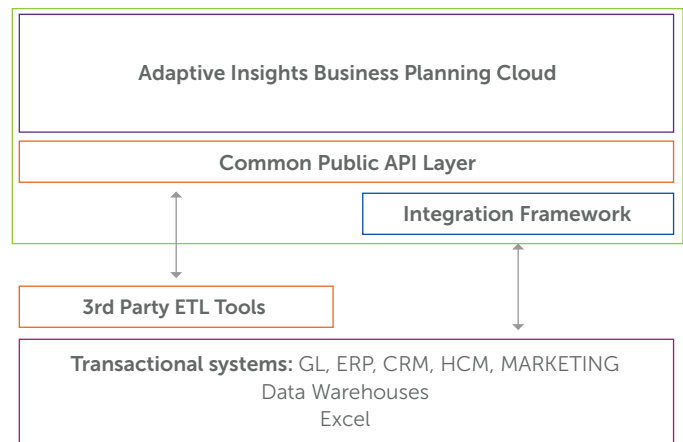 Adaptive Insights Business Planning Cloud
Common Public API Layer
Integration Framework
3rd Party ETL Tools
Transactional systems: GL, ERP, CRM, HCM, MARKETING
Data Warehouses
Excel